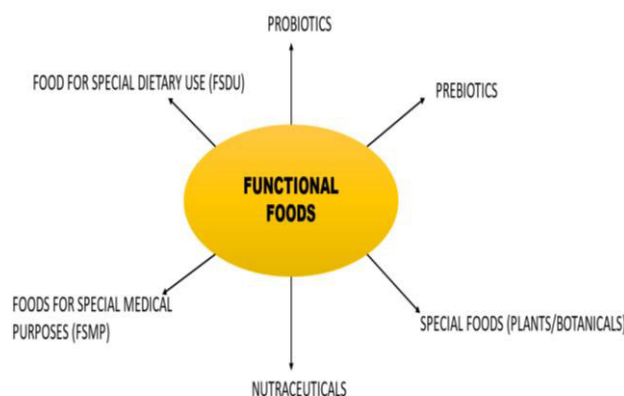 PROBIOTICS
FOOD FOR SPECIAL DIETARY USE (FSDU)
PREBIOTICS
FUNCTIONAL
FOODS
FOODS FOR SPECIAL MEDICAL
PURPOSES (FSMP)
SPECIAL FOODS (PLANTS/BOTANICALS)
NUTRACEUTICALS